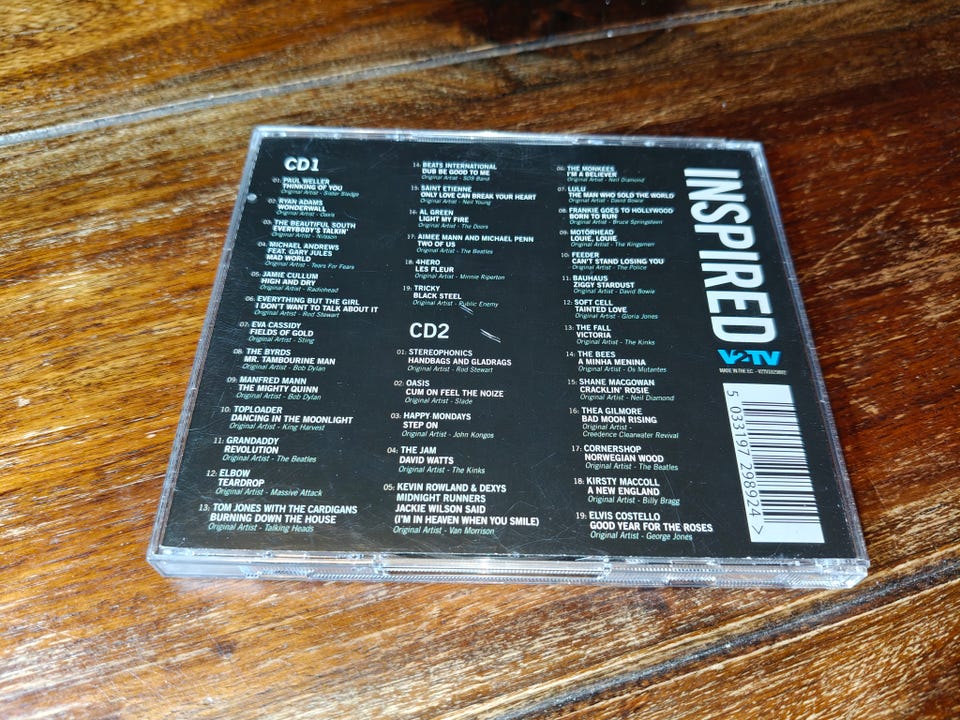 CD1
01: PAUL WELLER
THINKING OF YOU
Original Artist - Sister Sledge
02: RYAN ADAMS
WONDERWALL
Original Artist - Oasis
03: THE BEAUTIFUL SOUTH
EVERYBODY'S TALKIN'
Original Artist - Nilsson
04: MICHAEL ANDREWS
FEAT. GARY JULES
MAD WORLD
Original Artist - Tears For Fears
05: JAMIE CULLUM
HIGH AND DRY
Original Artist - Radiohead
06: EVERYTHING BUT THE GIRL
I DON'T WANT TO TALK ABOUT IT
Original Artist - Rod Stewart
07: EVA CASSIDY
FIELDS OF GOLD
Original Artist - Sting
08: THE BYRDS
MR. TAMBOURINE MAN
Original Artist - Bob Dylan
09: MANFRED MANN
THE MIGHTY QUINN
Original Artist - Bob Dylan
10: TOPLOADER
DANCING IN THE MOONLIGHT
Original Artist - King Harvest
11: GRANDADDY
REVOLUTION
Original Artist - The Beatles
12: ELBOW
TEARDROP
Original Artist - Massive Attack
13: TOM JONES WITH THE CARDIGANS
BURNING DOWN THE HOUSE
Original Artist - Talking Heads
14: BEATS INTERNATIONAL
DUB BE GOOD TO ME
Original Artist - SOS Band
15: SAINT ETIENNE
ONLY LOVE CAN BREAK YOUR HEART
Original Artist - Neil Young
16: AL GREEN
LIGHT MY FIRE
Original Artist - The Doors
17: AIMEE MANN AND MICHAEL PENN
TWO OF US
Original Artist - The Beatles
18: 4HERO
LES FLEUR
Original Artist - Minnie Riperton
19: TRICKY
BLACK STEEL
Original Artist - Public Enemy
CD2
01: STEREOPHONICS
HANDBAGS AND GLADRAGS
Original Artist - Rod Stewart
02: OASIS
CUM ON FEEL THE NOIZE
Original Artist - Slade
03: HAPPY MONDAYS
STEP ON
Original Artist - John Kongos
04: THE JAM
DAVID WATTS
Original Artist - The Kinks
05: KEVIN ROWLAND & DEXYS
MIDNIGHT RUNNERS
JACKIE WILSON SAID
(I'M IN HEAVEN WHEN YOU SMILE)
Original Artist - Van Morrison
06: THE MONKEES
I'M A BELIEVER
Original Artist - Neil Diamond
07: LULU
THE MAN WHO SOLD THE WORLD
Original Artist - David Bowie
08: FRANKIE GOES TO HOLLYWOOD
BORN TO RUN
Original Artist - Bruce Springsteen
09: MOTÖRHEAD
LOUIE, LOUIE
Original Artist - The Kingsmen
10: FEEDER
CAN'T STAND LOSING YOU
Original Artist - The Police
11: BAUHAUS
ZIGGY STARDUST
Original Artist - David Bowie
12: SOFT CELL
TAINTED LOVE
Original Artist - Gloria Jones
13: THE FALL
VICTORIA
Original Artist - The Kinks
14: THE BEES
A MINHA MENINA
Original Artist - Os Mutantes
15: SHANE MACGOWAN
CRACKLIN' ROSIE
Original Artist - Neil Diamond
16: THEA GILMORE
BAD MOON RISING
Original Artist -
Creedence Clearwater Revival
17: CORNERSHOP
NORWEGIAN WOOD
Original Artist - The Beatles
18: KIRSTY MACCOLL
A NEW ENGLAND
Original Artist - Billy Bragg
19: ELVIS COSTELLO
GOOD YEAR FOR THE ROSES
Original Artist - George Jones
INSPIRED
V2TV
MADE IN THE E.C. -
5 033197 298924 >